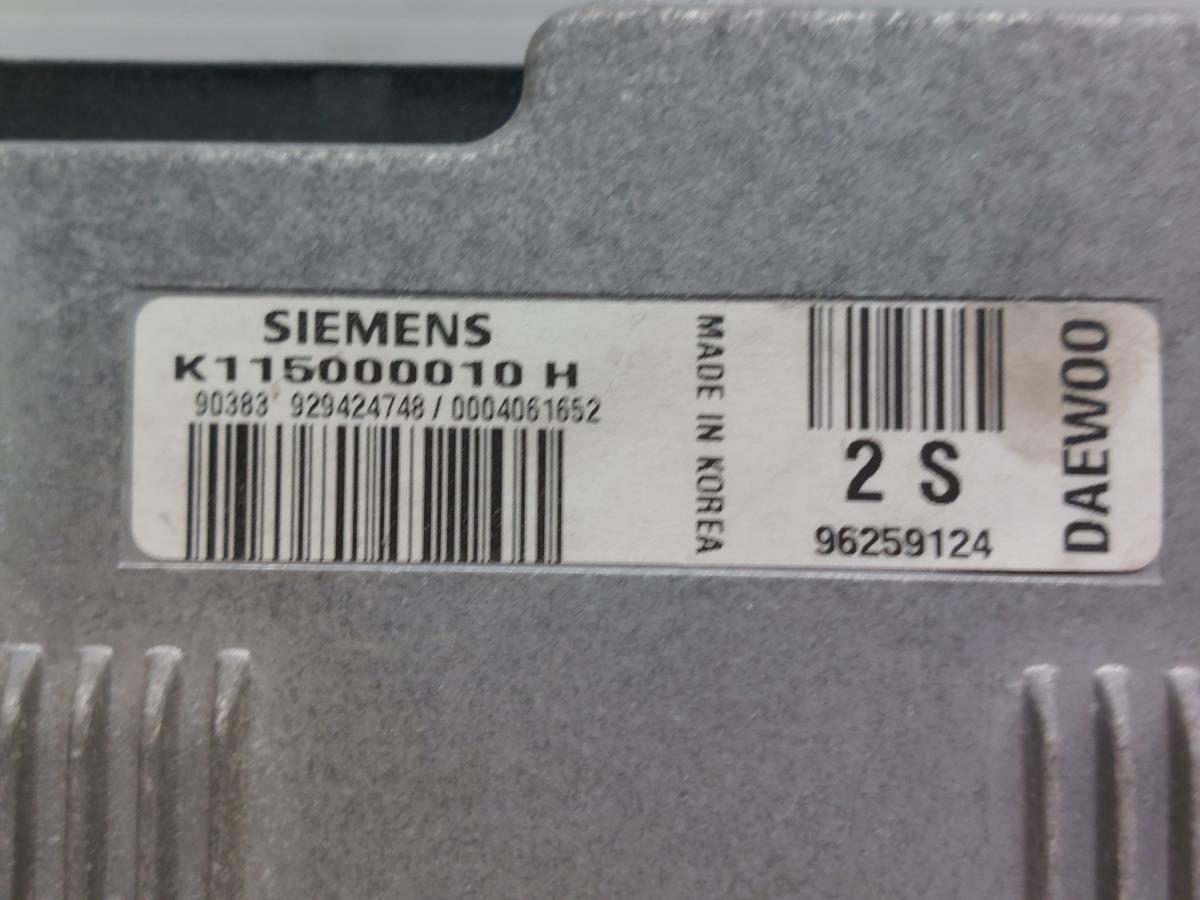 SIEMENS
K115000010 H
90383 929424748 / 0004061652
MADE IN KOREA
2 S
96259124
DAEWOO